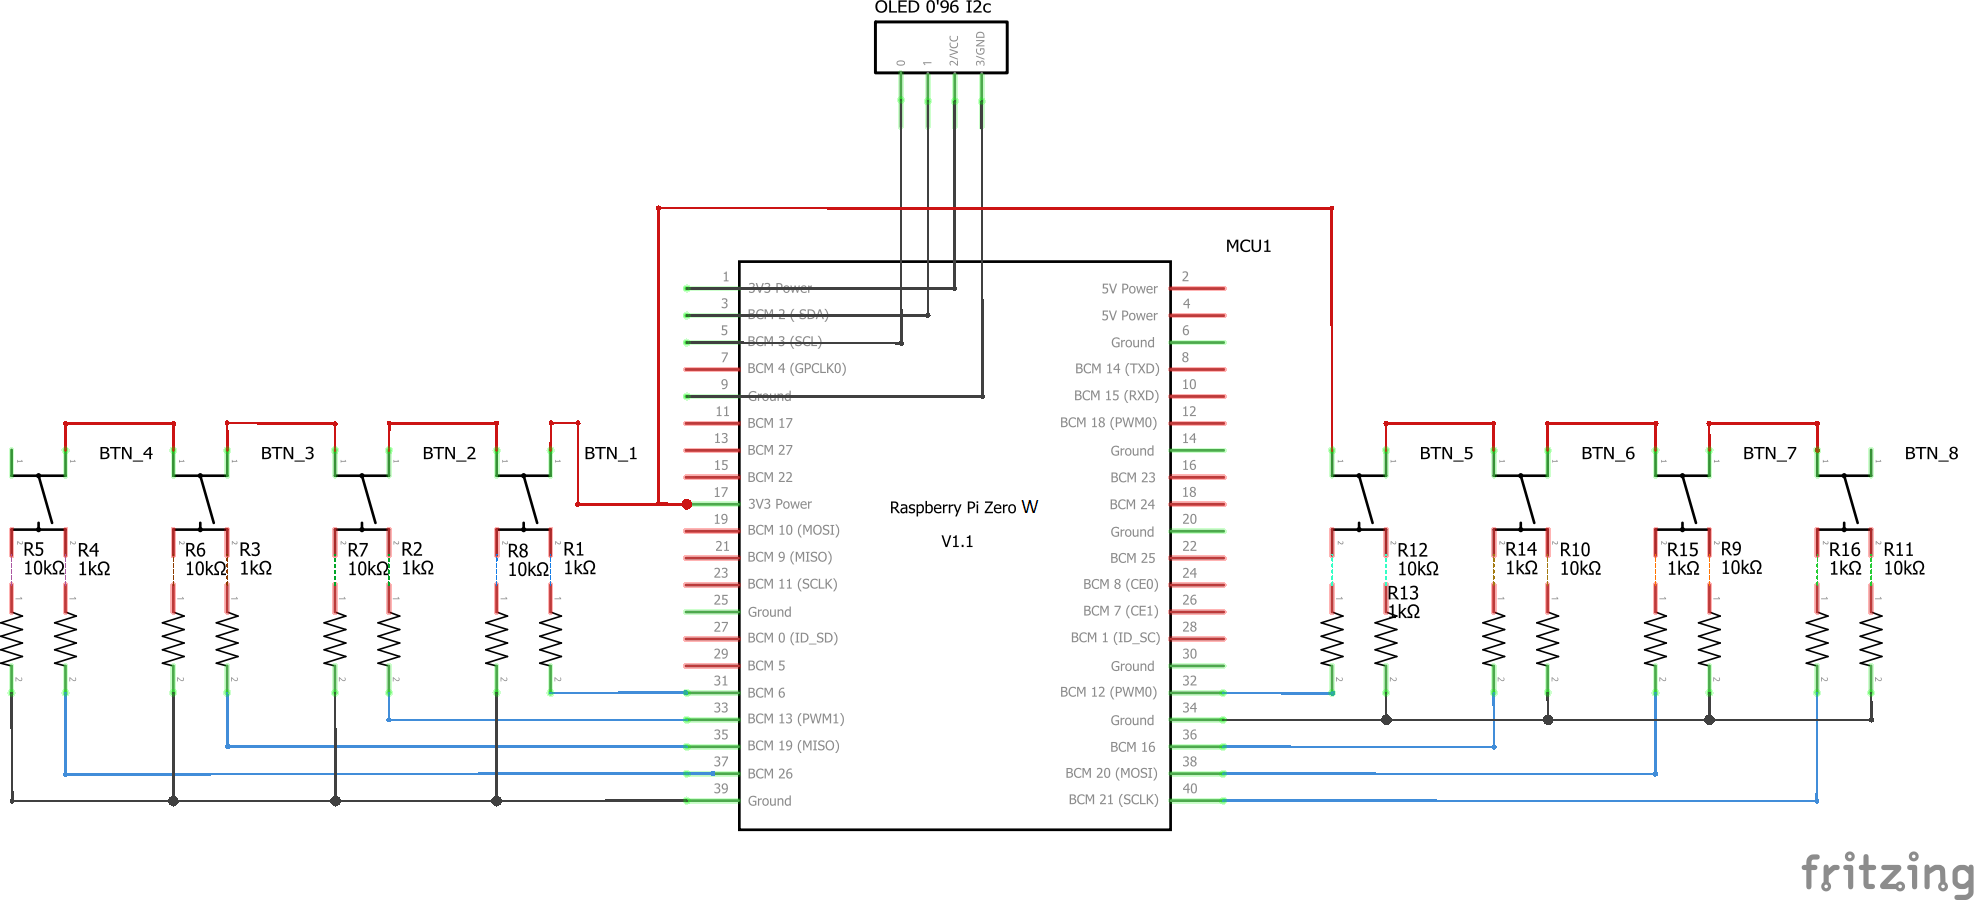 OLED 0'96 I2c
0
1
2/VCC
3/GND
MCU1
1
3V3 Power
3
BCM 2 ( SDA)
5
BCM 3 (SCL)
7
BCM 4 (GPCLK0)
9
Ground
11
BCM 17
13
BCM 27
15
BCM 22
17
3V3 Power
19
BCM 10 (MOSI)
21
BCM 9 (MISO)
23
BCM 11 (SCLK)
25
Ground
27
BCM 0 (ID_SD)
29
BCM 5
31
BCM 6
33
BCM 13 (PWM1)
35
BCM 19 (MISO)
37
BCM 26
39
Ground
Raspberry Pi Zero W
V1.1
2
5V Power
4
5V Power
6
Ground
8
BCM 14 (TXD)
10
BCM 15 (RXD)
12
BCM 18 (PWM0)
14
Ground
16
BCM 23
18
BCM 24
20
Ground
22
BCM 25
24
BCM 8 (CE0)
26
BCM 7 (CE1)
28
BCM 1 (ID_SC)
30
Ground
32
BCM 12 (PWM0)
34
Ground
36
BCM 16
38
BCM 20 (MOSI)
40
BCM 21 (SCLK)
BTN_4
BTN_3
BTN_2
BTN_1
BTN_5
BTN_6
BTN_7
BTN_8
R5
10kΩ
R4
1kΩ
R6
10kΩ
R3
1kΩ
R7
10kΩ
R2
1kΩ
R8
10kΩ
R1
1kΩ
R12
10kΩ
R13
1kΩ
R14
1kΩ
R10
10kΩ
R15
1kΩ
R9
10kΩ
R16
1kΩ
R11
10kΩ
fritzing